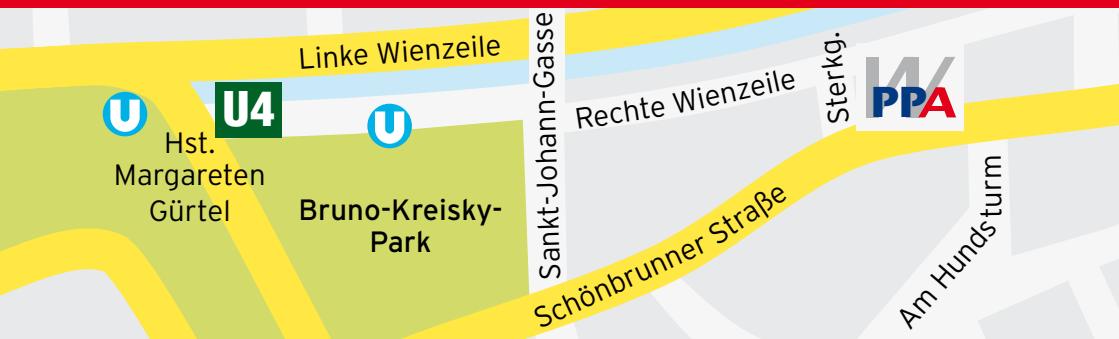 Linke Wienzeile
Sankt-Johann-Gasse
Sterkg.
Rechte Wienzeile
W
PPA
U
U4
U
Hst.
Margareten
Gürtel
Bruno-Kreisky-
Park
Schönbrunner Straße
Am Hundsturm